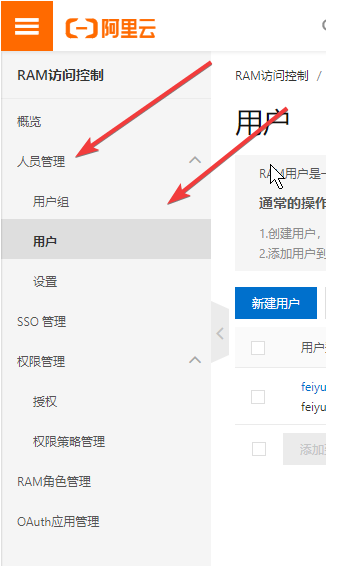 阿里云
RAM访问控制
概览
人员管理
用户组
用户
设置
SSO 管理
权限管理
授权
权限策略管理
RAM角色管理
OAuth应用管理
RAM访问控制 /
用户
RAM用户是一
通常的操作
1.创建用户，
2.添加用户到
新建用户
用户
feiyu
feiyu
添加